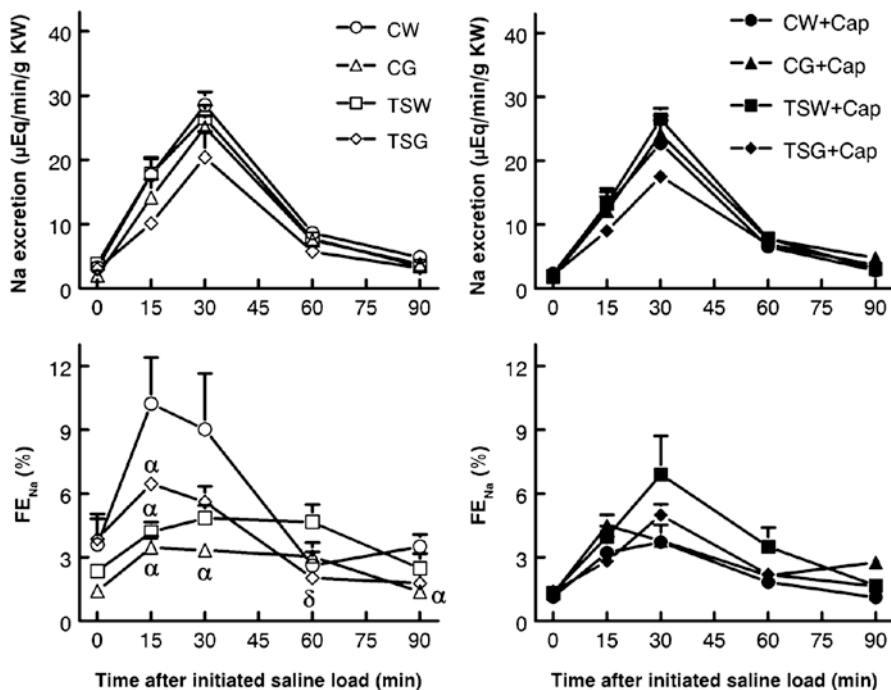 Na excretion (μEq/min/g KW)
40
30
20
10
0
0 15 30 45 60 75 90
CW
CG
TSW
TSG
Na excretion (μEq/min/g KW)
40
30
20
10
0
0 15 30 45 60 75 90
CW+Cap
CG+Cap
TSW+Cap
TSG+Cap
FENa (%)
12
9
6
3
0
α
α
α
α
δ
α
0 15 30 45 60 75 90
Time after initiated saline load (min)
FENa (%)
12
9
6
3
0
0 15 30 45 60 75 90
Time after initiated saline load (min)